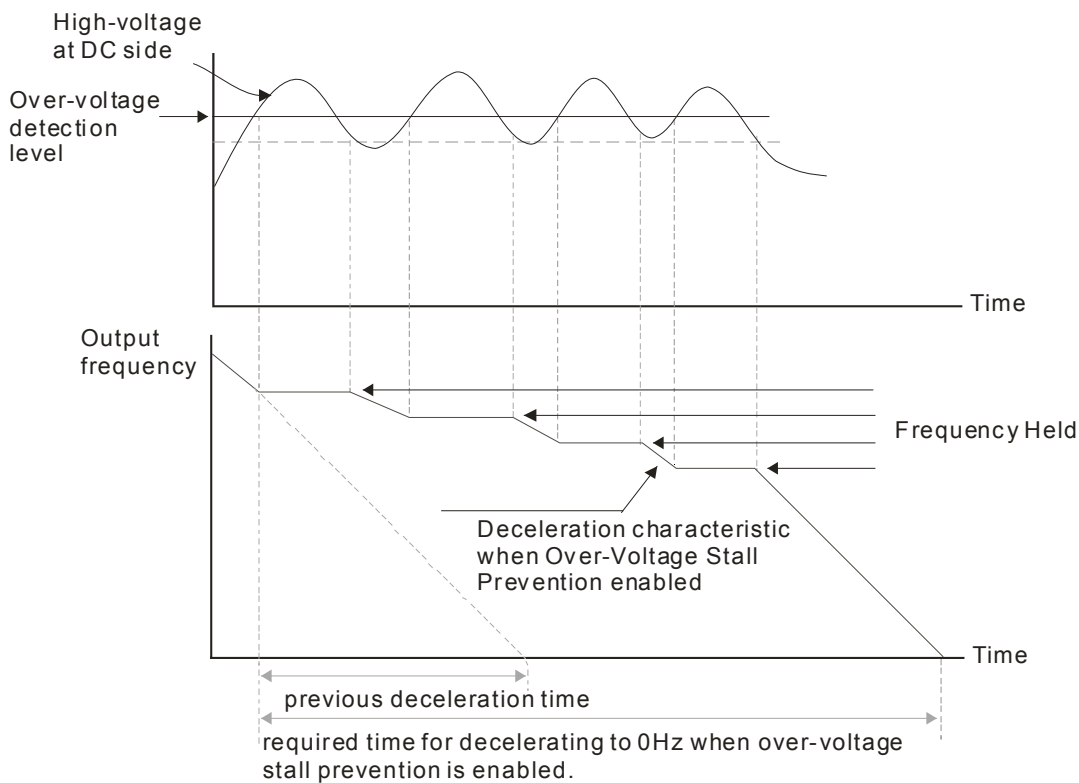 High-voltage
at DC side
Over-voltage
detection
level
Time
Output
frequency
Frequency Held
Deceleration characteristic
when Over-Voltage Stall
Prevention enabled
Time
previous deceleration time
required time for decelerating to 0Hz when over-voltage
stall prevention is enabled.